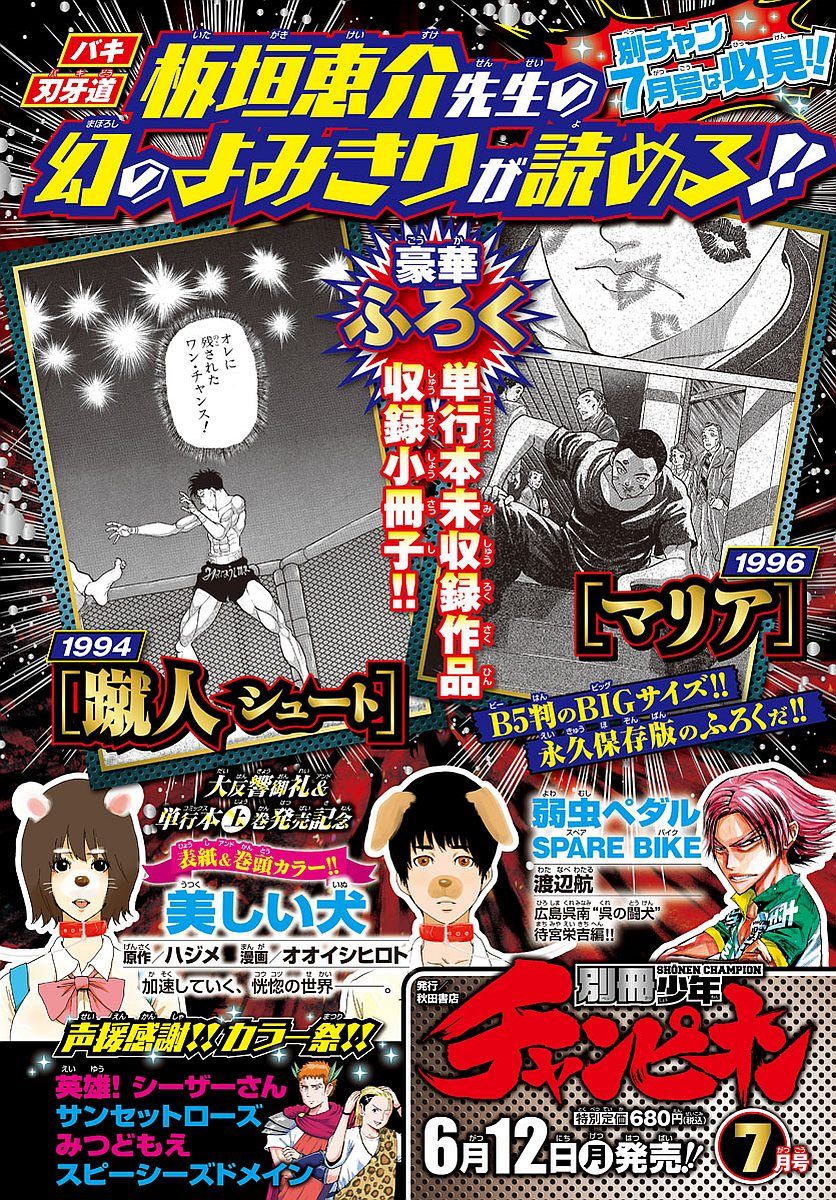 バキ
刃牙道
板垣恵介先生の
幻のよみきりが読める!!
別チャン
7月号は必見!!
豪華
ふろく
単行本未収録作品
収録小冊子!!
オレに
残された
ワン・チャンス!
1994
[蹴人 シュート]
1996
[マリア]
B5判のBIGサイズ!!
永久保存版のふろくだ!!
大反響御礼&
単行本上巻発売記念
表紙&巻頭カラー!!
美しい犬
原作/ハジメ 漫画/オオイシヒロト
加速していく、恍惚の世界――。
弱虫ペダル
SPARE BIKE
渡辺航
広島呉南“呉の闘犬”
待宮栄吉編!!
声援感謝!!カラー祭!!
英雄!シーザーさん
サンセットローズ
みつどもえ
スピーシーズドメイン
発行/
秋田書店
別冊少年
SHŌNEN CHAMPION
チャンピオン
特別定価680円(税込)
6月12日(月)発売!!
7月号